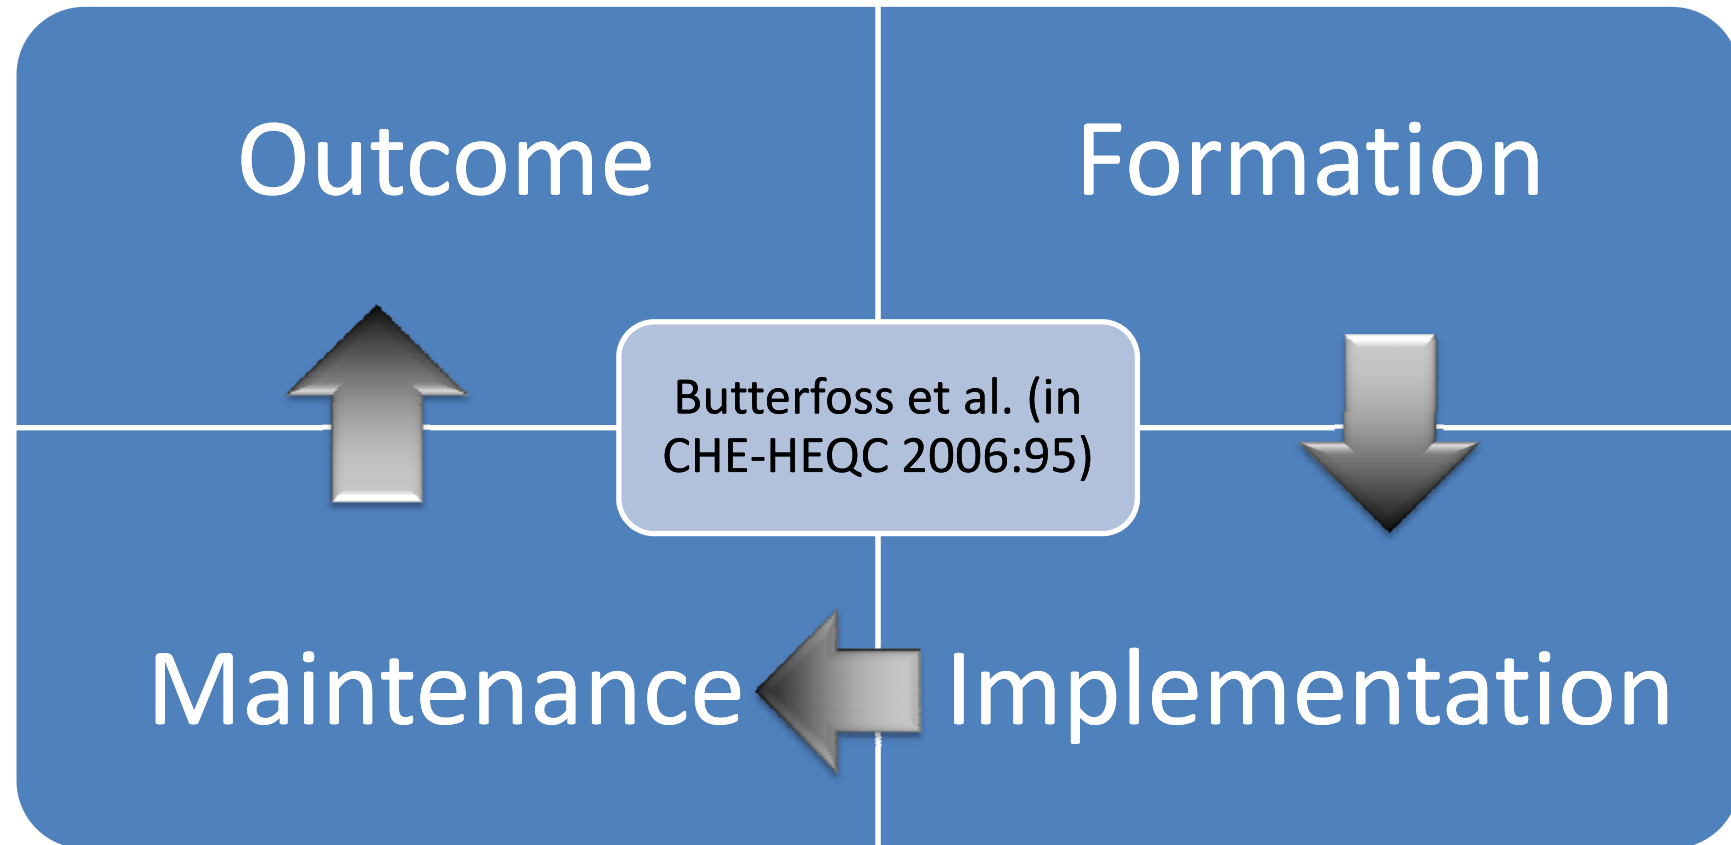 Outcome
Formation
Butterfoss et al. (in
CHE-HEQC 2006:95)
Maintenance
Implementation